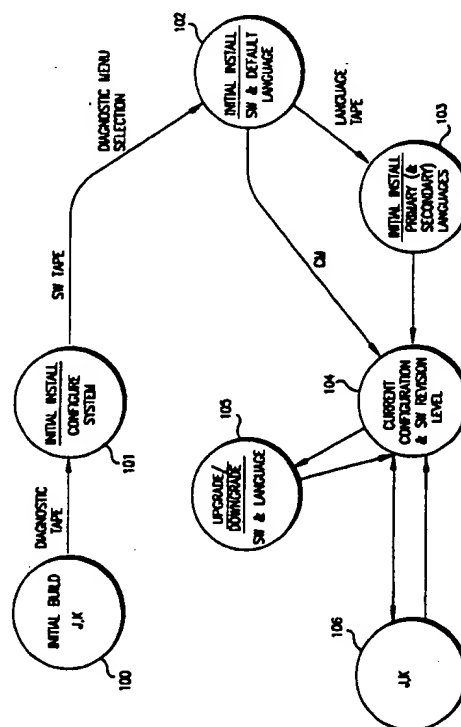 INITIAL BUILD
J,K
100
DIAGNOSTIC
TAPE
INITIAL INSTALL
CONFIGURE
SYSTEM
101
SW TAPE
DIAGNOSTIC MENU
SELECTION
102
INITIAL INSTALL
SW & DEFAULT
LANGUAGE
LANGUAGE
TAPE
103
INITIAL INSTALL
PRIMARY (&
SECONDARY)
LANGUAGES
CM
104
CURRENT
CONFIGURATION
& SW REVISION
LEVEL
105
UPGRADE/
DOWNGRADE
SW & LANGUAGE
106
J,K